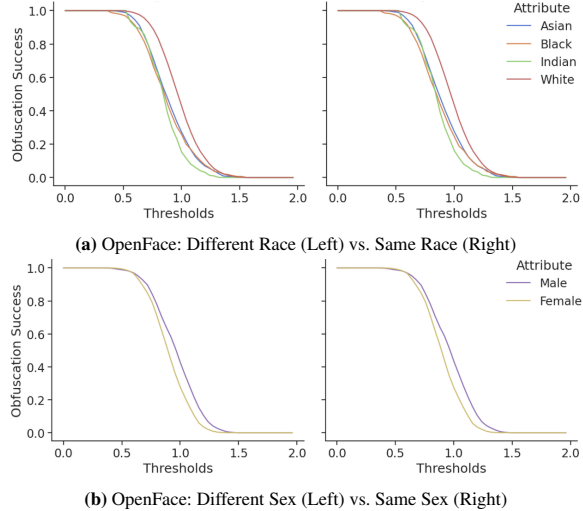 Attribute
Asian
Black
Indian
White
Obfuscation Success
1.0
0.8
0.6
0.4
0.2
0.0
0.0 0.5 1.0 1.5 2.0 0.0 0.5 1.0 1.5 2.0
Thresholds Thresholds
(a) OpenFace: Different Race (Left) vs. Same Race (Right)
Attribute
Male
Female
Obfuscation Success
1.0
0.8
0.6
0.4
0.2
0.0
0.0 0.5 1.0 1.5 2.0 0.0 0.5 1.0 1.5 2.0
Thresholds Thresholds
(b) OpenFace: Different Sex (Left) vs. Same Sex (Right)